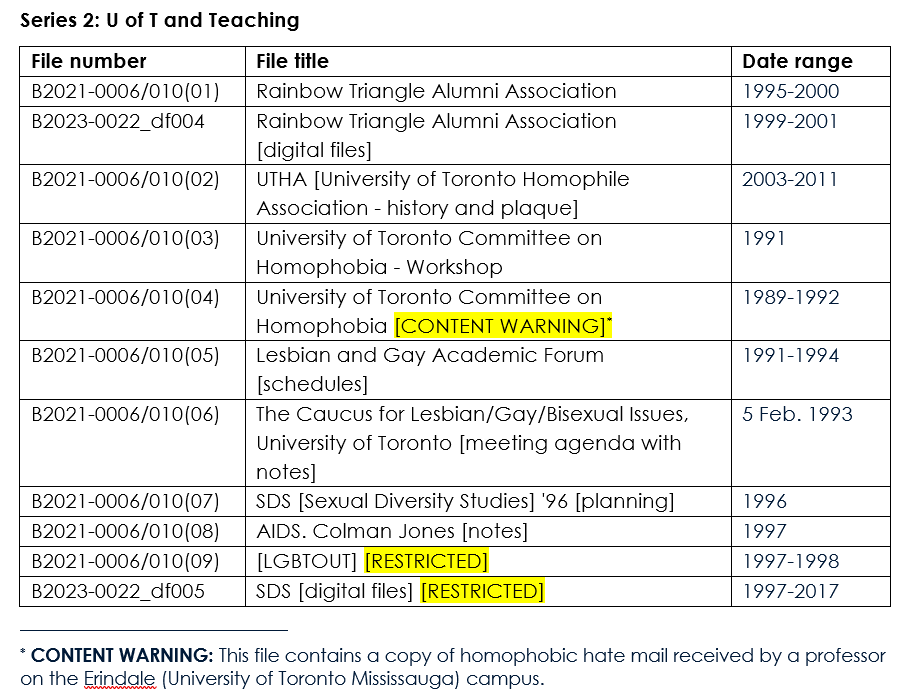 Series 2: U of T and Teaching
File number File title Date range
B2021-0006/010(01) Rainbow Triangle Alumni Association 1995-2000
B2023-0022_df004 Rainbow Triangle Alumni Association 1999-2001
[digital files]
B2021-0006/010(02) UTHA [University of Toronto Homophile 2003-2011
Association - history and plaque]
B2021-0006/010(03) University of Toronto Committee on 1991
Homophobia - Workshop
B2021-0006/010(04) University of Toronto Committee on 1989-1992
Homophobia [CONTENT WARNING]*
B2021-0006/010(05) Lesbian and Gay Academic Forum 1991-1994
[schedules]
B2021-0006/010(06) The Caucus for Lesbian/Gay/Bisexual Issues, 5 Feb. 1993
University of Toronto [meeting agenda with
notes]
B2021-0006/010(07) SDS [Sexual Diversity Studies] '96 [planning] 1996
B2021-0006/010(08) AIDS. Colman Jones [notes] 1997
B2021-0006/010(09) [LGBTOUT] [RESTRICTED] 1997-1998
B2023-0022_df005 SDS [digital files] [RESTRICTED] 1997-2017
* CONTENT WARNING: This file contains a copy of homophobic hate mail received by a professor
on the Erindale (University of Toronto Mississauga) campus.